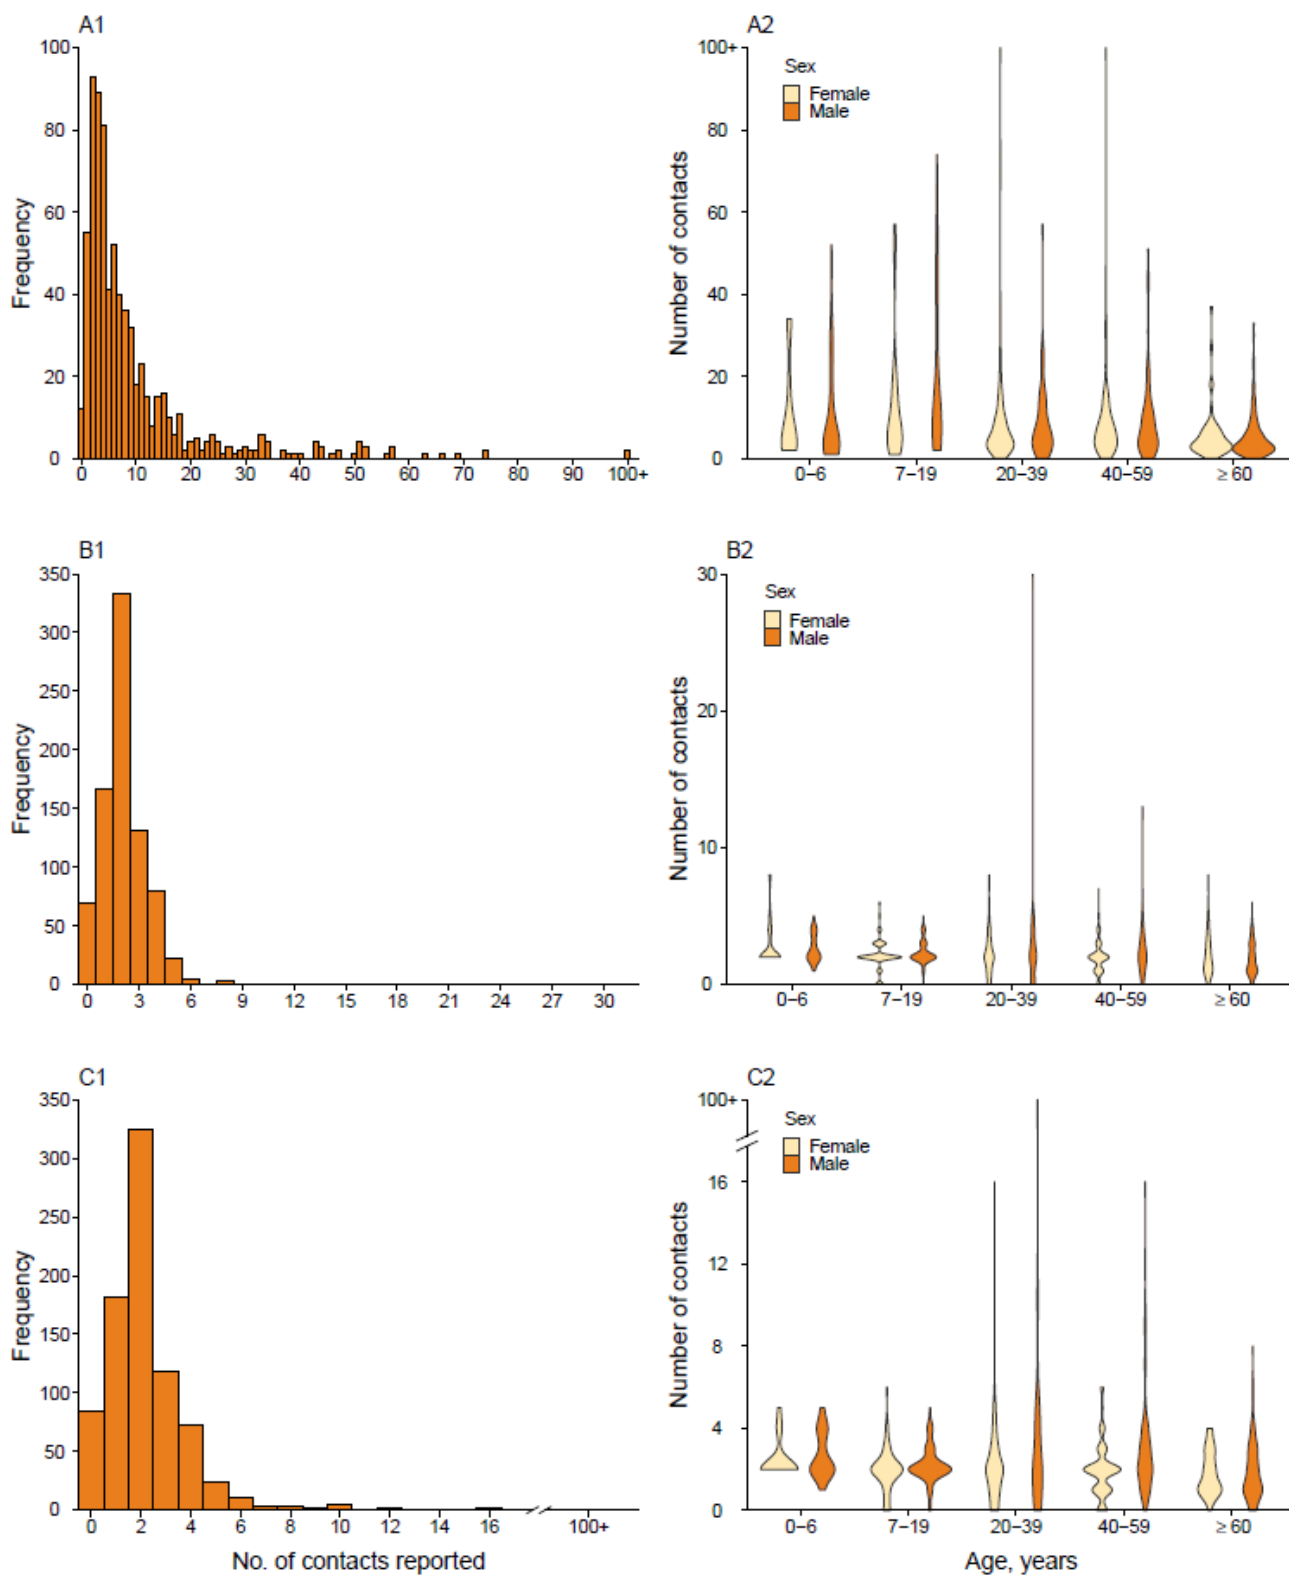 A1
100
80
60
40
20
0
Frequency
0 10 20 30 40 50 60 70 80 90 100+
A2
100+
80
60
40
20
0
Number of contacts
Sex
Female
Male
0–6 7–19 20–39 40–59 ≥ 60
B1
350
300
250
200
150
100
50
0
Frequency
0 3 6 9 12 15 18 21 24 27 30
B2
30
20
10
0
Number of contacts
Sex
Female
Male
0–6 7–19 20–39 40–59 ≥ 60
C1
350
300
250
200
150
100
50
0
Frequency
0 2 4 6 8 10 12 14 16 100+
No. of contacts reported
C2
100+
16
12
8
4
0
Number of contacts
Sex
Female
Male
0–6 7–19 20–39 40–59 ≥ 60
Age, years